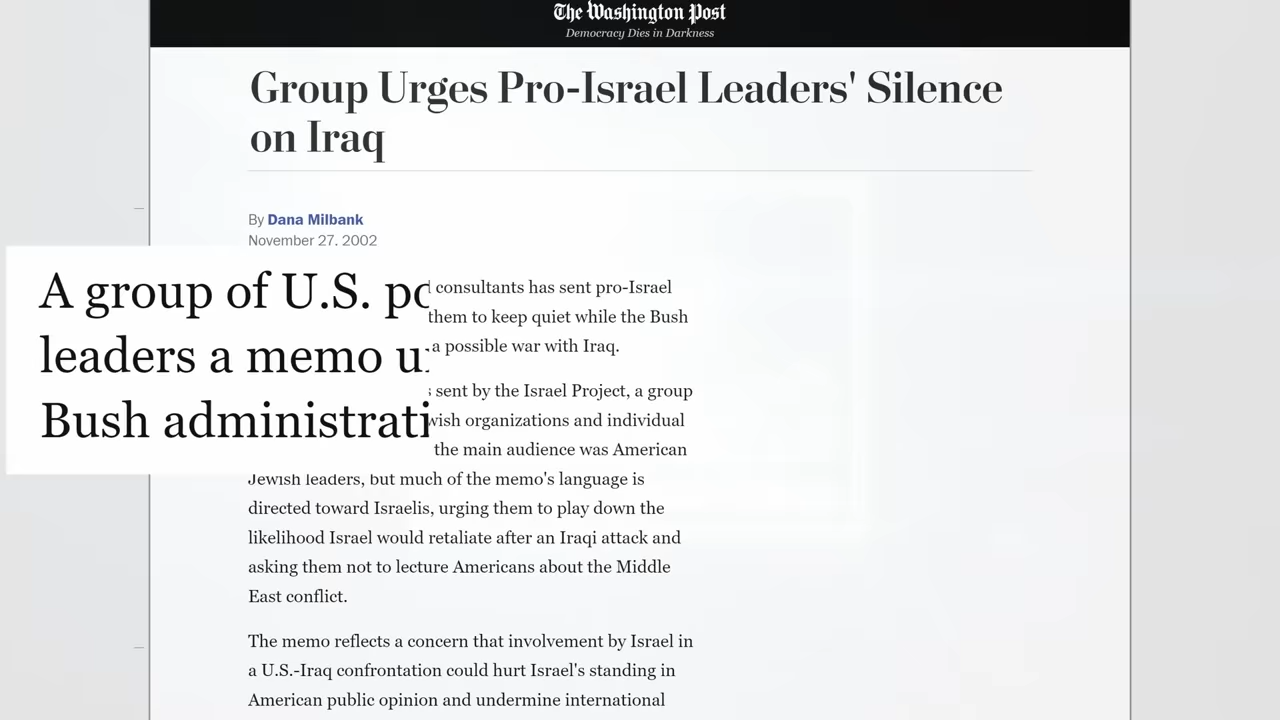 The Washington Post
Democracy Dies in Darkness
Group Urges Pro-Israel Leaders' Silence
on Iraq
By Dana Milbank
November 27, 2002
A group of U.S.
leaders a memo
Bush administrati
consultants has sent pro-Israel
them to keep quiet while the Bush
a possible war with Iraq.
sent by the Israel Project, a group
wish organizations and individual
the main audience was American
Jewish leaders, but much of the memo's language is
directed toward Israelis, urging them to play down the
likelihood Israel would retaliate after an Iraqi attack and
asking them not to lecture Americans about the Middle
East conflict.
The memo reflects a concern that involvement by Israel in
a U.S.-Iraq confrontation could hurt Israel's standing in
American public opinion and undermine international